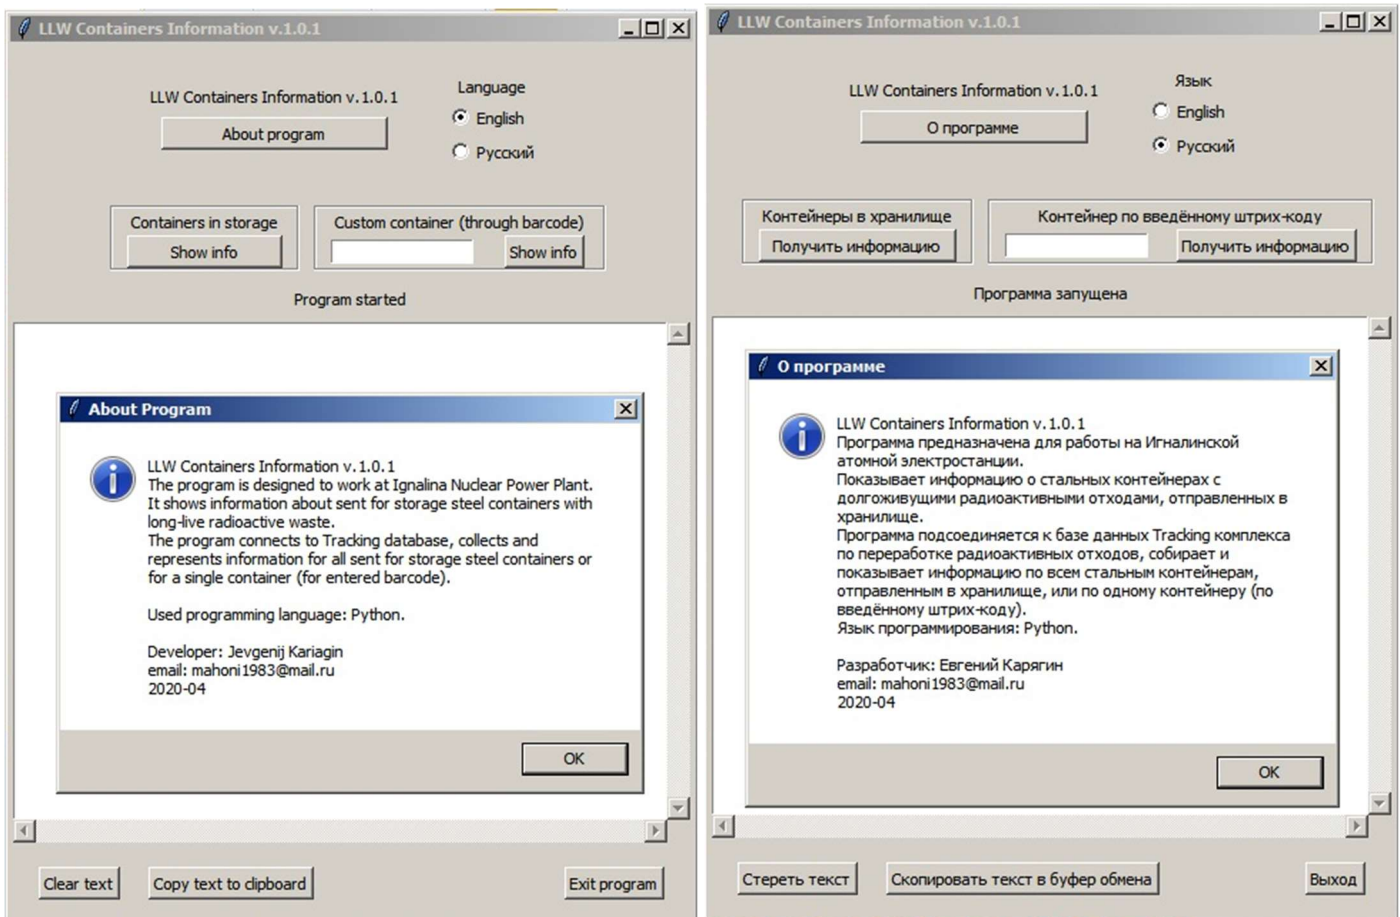 LLW Containers Information v.1.0.1
LLW Containers Information v.1.0.1
About program
Language
English
Русский
Containers in storage
Show info
Custom container (through barcode)
Show info
Program started
About Program
LLW Containers Information v.1.0.1
The program is designed to work at Ignalina Nuclear Power Plant.
It shows information about sent for storage steel containers with
long-live radioactive waste.
The program connects to Tracking database, collects and
represents information for all sent for storage steel containers or
for a single container (for entered barcode).
Used programming language: Python.
Developer: Jevgenij Kariagin
email: mahoni1983@mail.ru
2020-04
OK
Clear text
Copy text to clipboard
Exit program
LLW Containers Information v.1.0.1
LLW Containers Information v.1.0.1
О программе
Язык
English
Русский
Контейнеры в хранилище
Получить информацию
Контейнер по введённому штрих-коду
Получить информацию
Программа запущена
О программе
LLW Containers Information v.1.0.1
Программа предназначена для работы на Игналинской
атомной электростанции.
Показывает информацию о стальных контейнерах с
долгоживущими радиоактивными отходами, отправленных в
хранилище.
Программа подсоединяется к базе данных Tracking комплекса
по переработке радиоактивных отходов, собирает и
показывает информацию по всем стальным контейнерам,
отправленным в хранилище, или по одному контейнеру (по
введённому штрих-коду).
Язык программирования: Python.
Разработчик: Евгений Карягин
email: mahoni1983@mail.ru
2020-04
OK
Стереть текст
Скопировать текст в буфер обмена
Выход